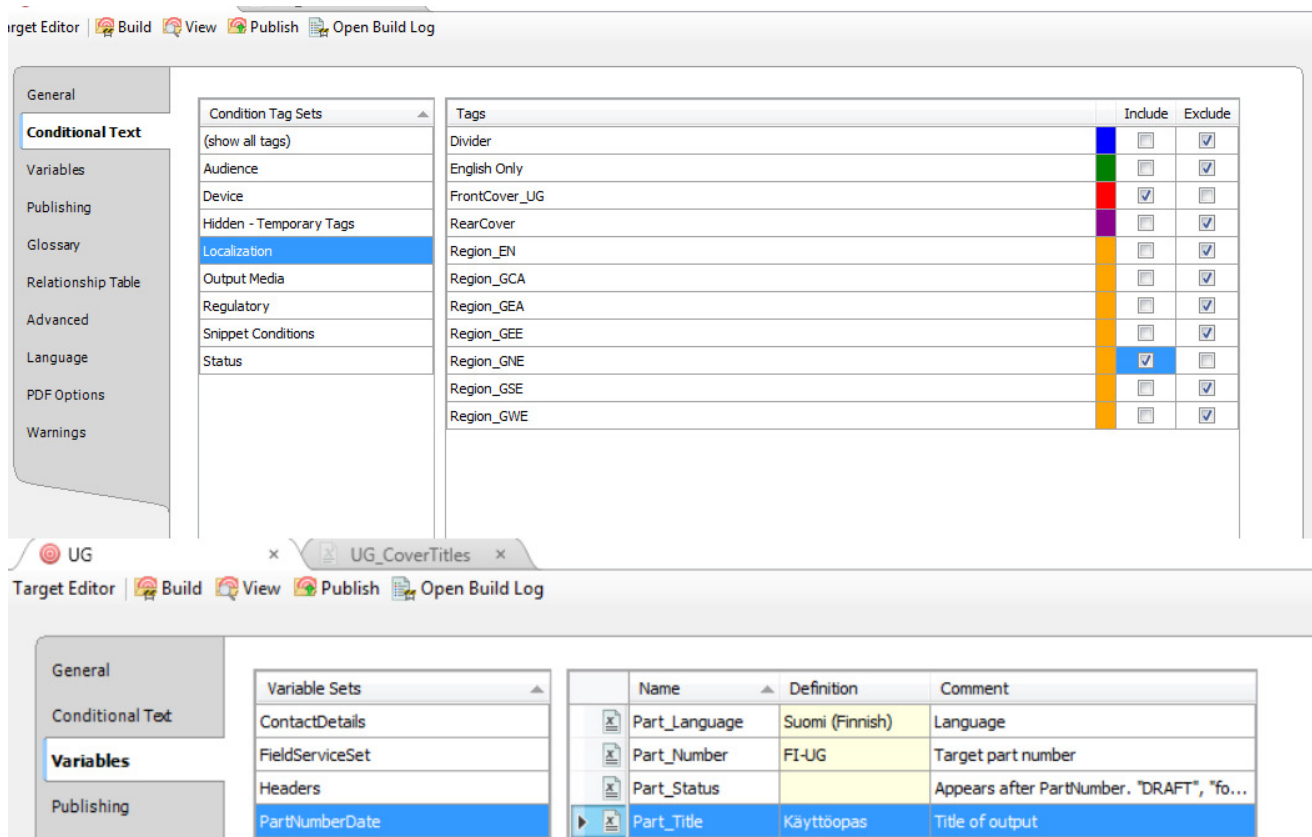 arget Editor Build View Publish Open Build Log
General
Conditional Text
Variables
Publishing
Glossary
Relationship Table
Advanced
Language
PDF Options
Warnings
Condition Tag Sets
(show all tags)
Audience
Device
Hidden - Temporary Tags
Localization
Output Media
Regulatory
Snippet Conditions
Status
Tags Include Exclude
Divider
English Only
FrontCover_UG
RearCover
Region_EN
Region_GCA
Region_GEA
Region_GEE
Region_GNE
Region_GSE
Region_GWE
UG × UG_CoverTitles ×
Target Editor Build View Publish Open Build Log
General
Conditional Text
Variables
Publishing
Variable Sets
ContactDetails
FieldServiceSet
Headers
PartNumberDate
Name Definition Comment
Part_Language Suomi (Finnish) Language
Part_Number FI-UG Target part number
Part_Status Appears after PartNumber. "DRAFT", "fo...
Part_Title Käyttöopas Title of output